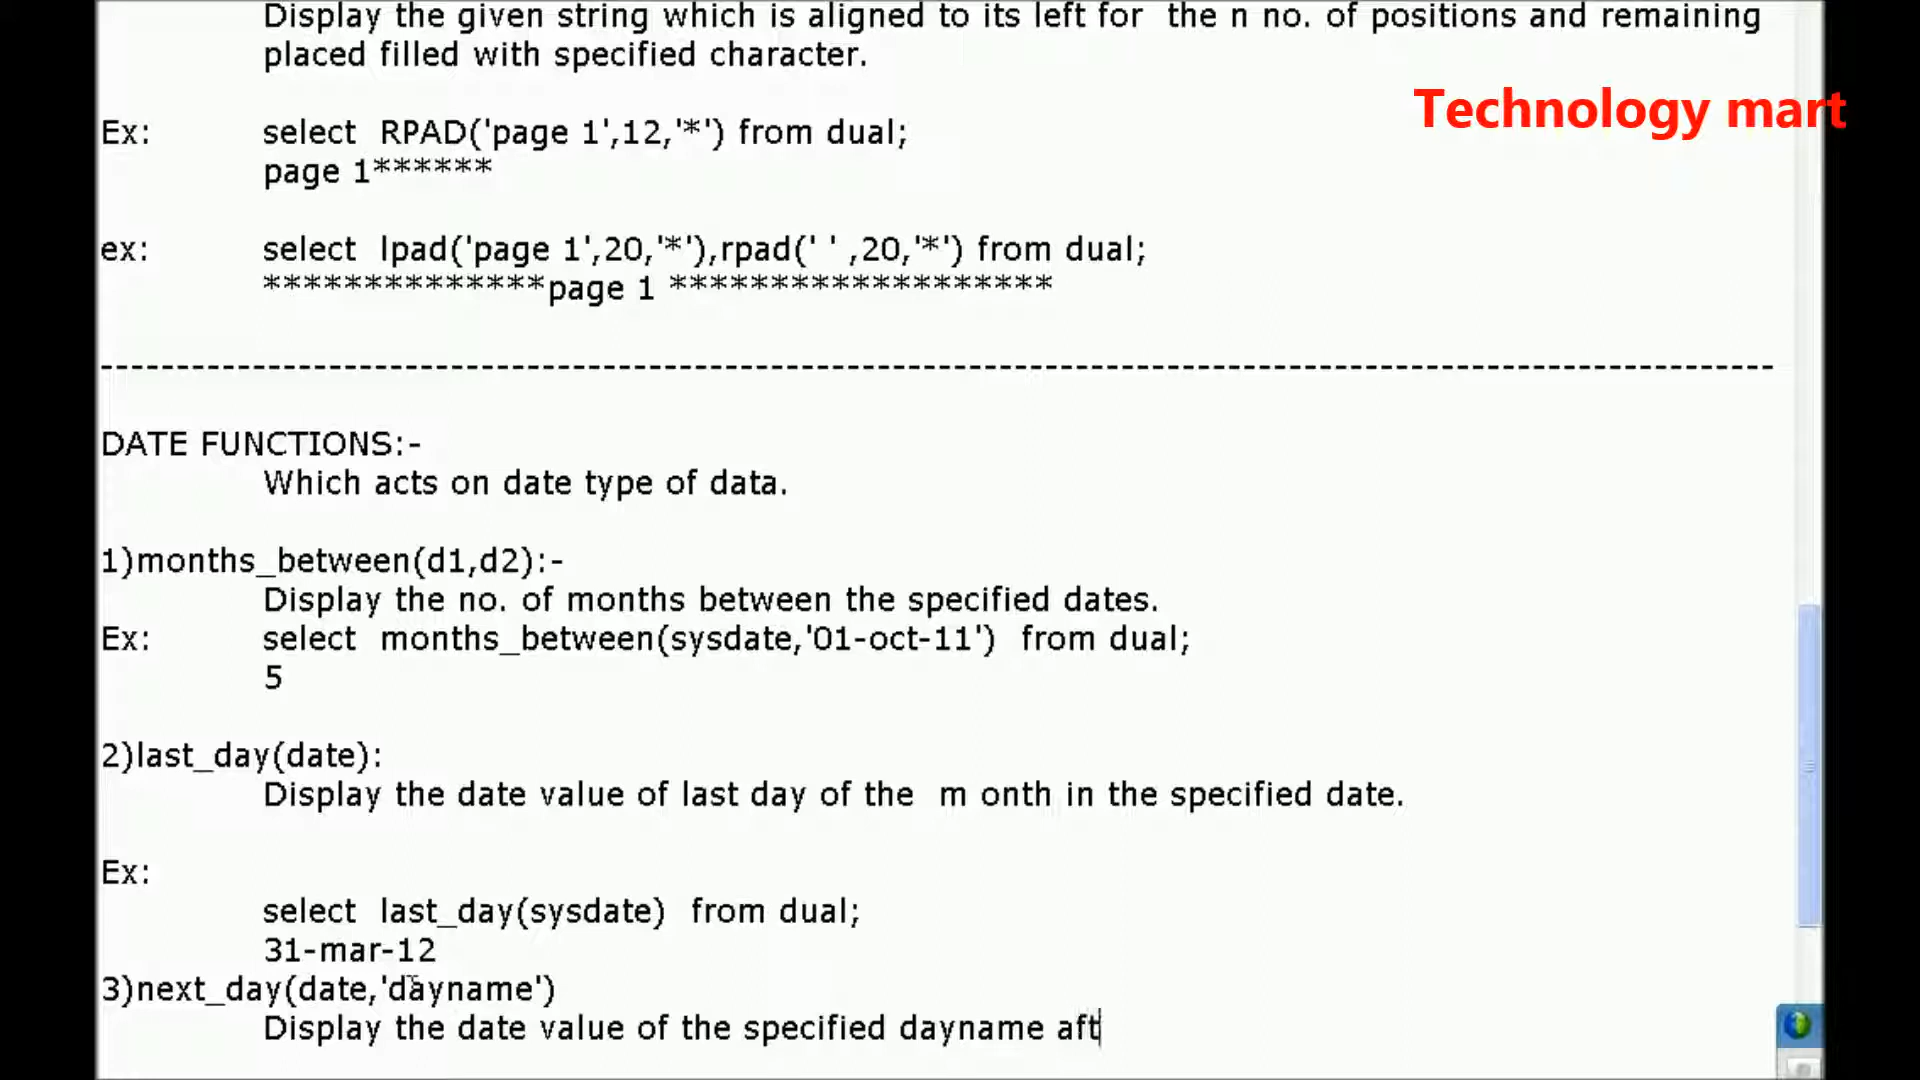 Display the given string which is aligned to its left for the n no. of positions and remaining
placed filled with specified character.
Technology mart
Ex: select RPAD('page 1',12,'*') from dual;
page 1******
ex: select lpad('page 1',20,'*'),rpad(' ' ,20,'*') from dual;
**************page 1 *******************
--------------------------------------------------------------------------------------------------------------
DATE FUNCTIONS:-
Which acts on date type of data.
1)months_between(d1,d2):-
Display the no. of months between the specified dates.
Ex: select months_between(sysdate,'01-oct-11') from dual;
5
2)last_day(date):
Display the date value of last day of the m onth in the specified date.
Ex:
select last_day(sysdate) from dual;
31-mar-12
3)next_day(date,'dayname')
Display the date value of the specified dayname aft